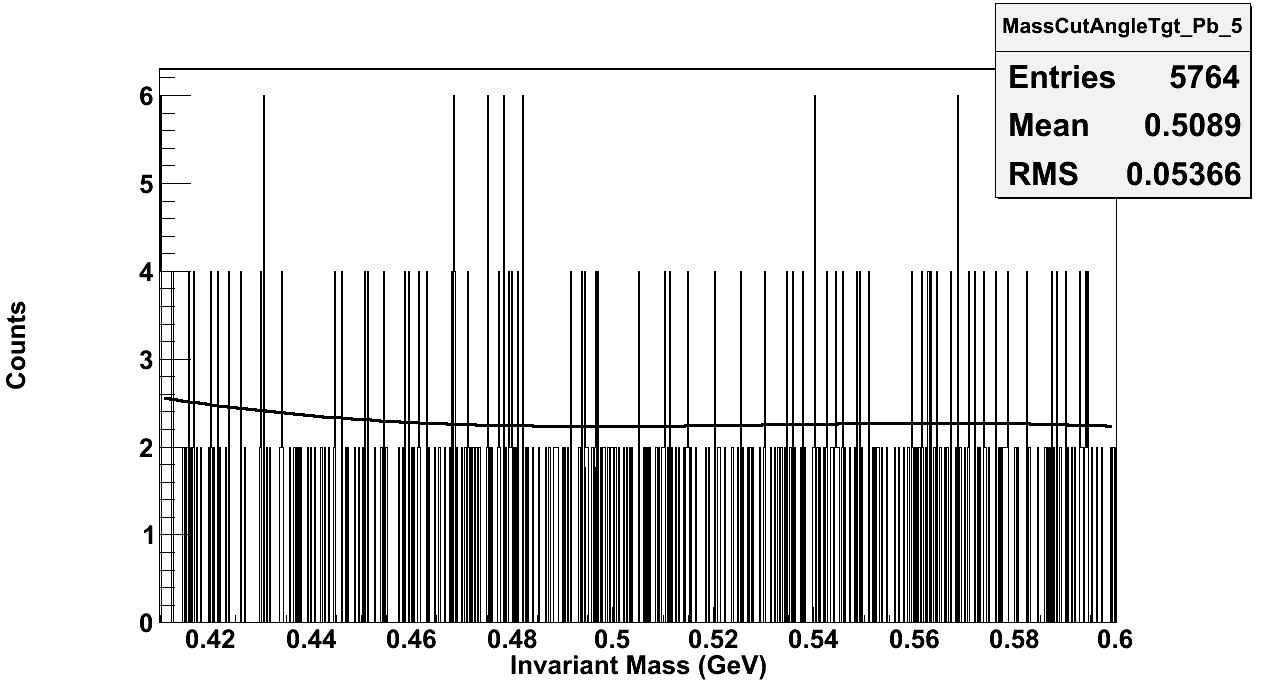 MassCutAngleTgt_Pb_5
Entries 5764
Mean 0.5089
RMS 0.05366
6
5
4
3
2
1
0
Counts
0.42 0.44 0.46 0.48 0.5 0.52 0.54 0.56 0.58 0.6
Invariant Mass (GeV)